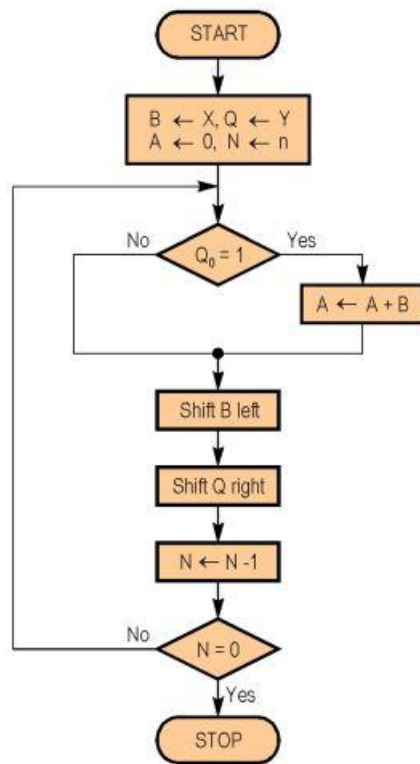 START
B ← X, Q ← Y
A ← 0, N ← n
No
Yes
Q₀ = 1
A ← A + B
Shift B left
Shift Q right
N ← N -1
No
N = 0
Yes
STOP